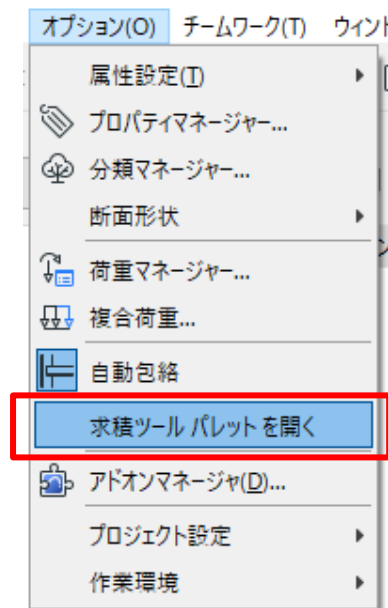 オプション(O) チームワーク(T) ウィンド
属性設定(T)
プロパティマネージャー...
分類マネージャー...
断面形状
荷重マネージャー...
複合荷重...
自動包絡
求積ツール パレット を開く
アドオンマネージャ(D)...
プロジェクト設定
作業環境